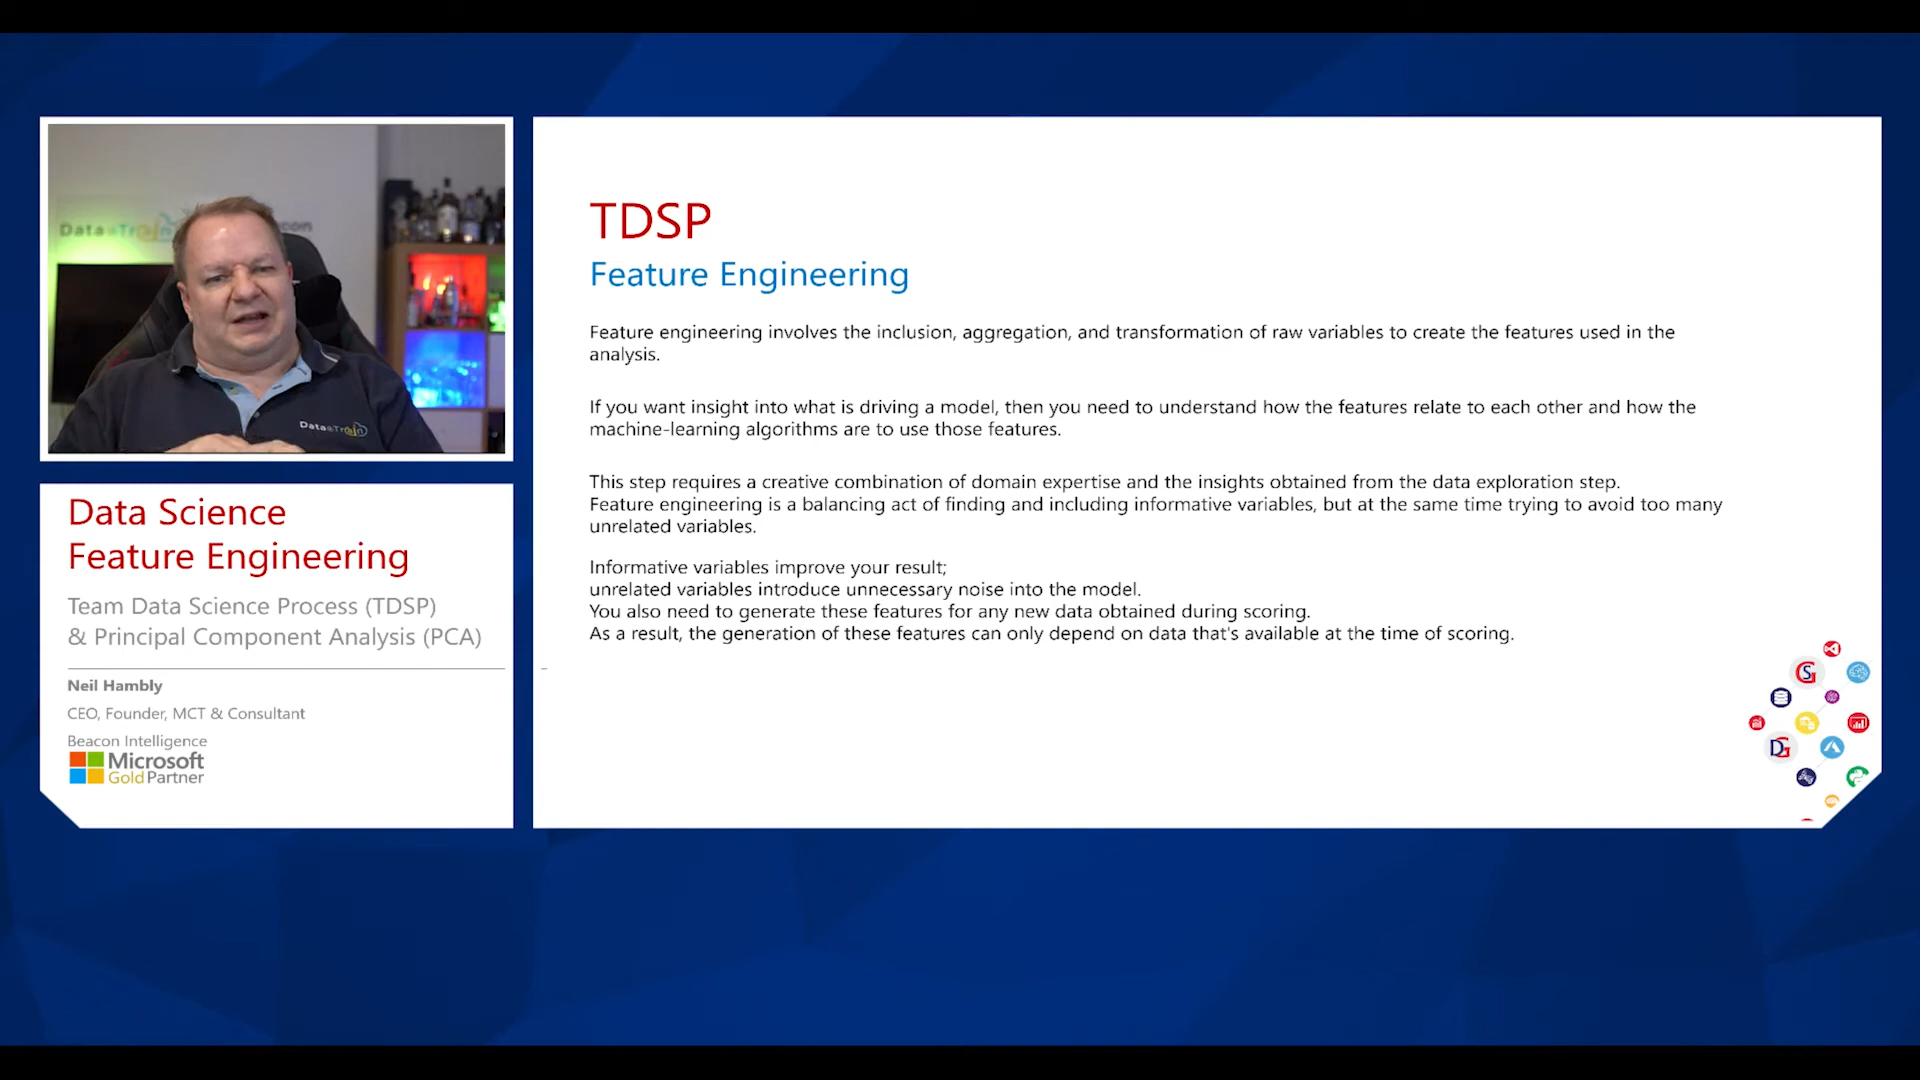 Data Train
con
Data Train
Data Science
Feature Engineering
Team Data Science Process (TDSP)
& Principal Component Analysis (PCA)
Neil Hambly
CEO, Founder, MCT & Consultant
Beacon Intelligence
Microsoft
Gold Partner
TDSP
Feature Engineering
Feature engineering involves the inclusion, aggregation, and transformation of raw variables to create the features used in the
analysis.
If you want insight into what is driving a model, then you need to understand how the features relate to each other and how the
machine-learning algorithms are to use those features.
This step requires a creative combination of domain expertise and the insights obtained from the data exploration step.
Feature engineering is a balancing act of finding and including informative variables, but at the same time trying to avoid too many
unrelated variables.
Informative variables improve your result;
unrelated variables introduce unnecessary noise into the model.
You also need to generate these features for any new data obtained during scoring.
As a result, the generation of these features can only depend on data that's available at the time of scoring.
SG
DG